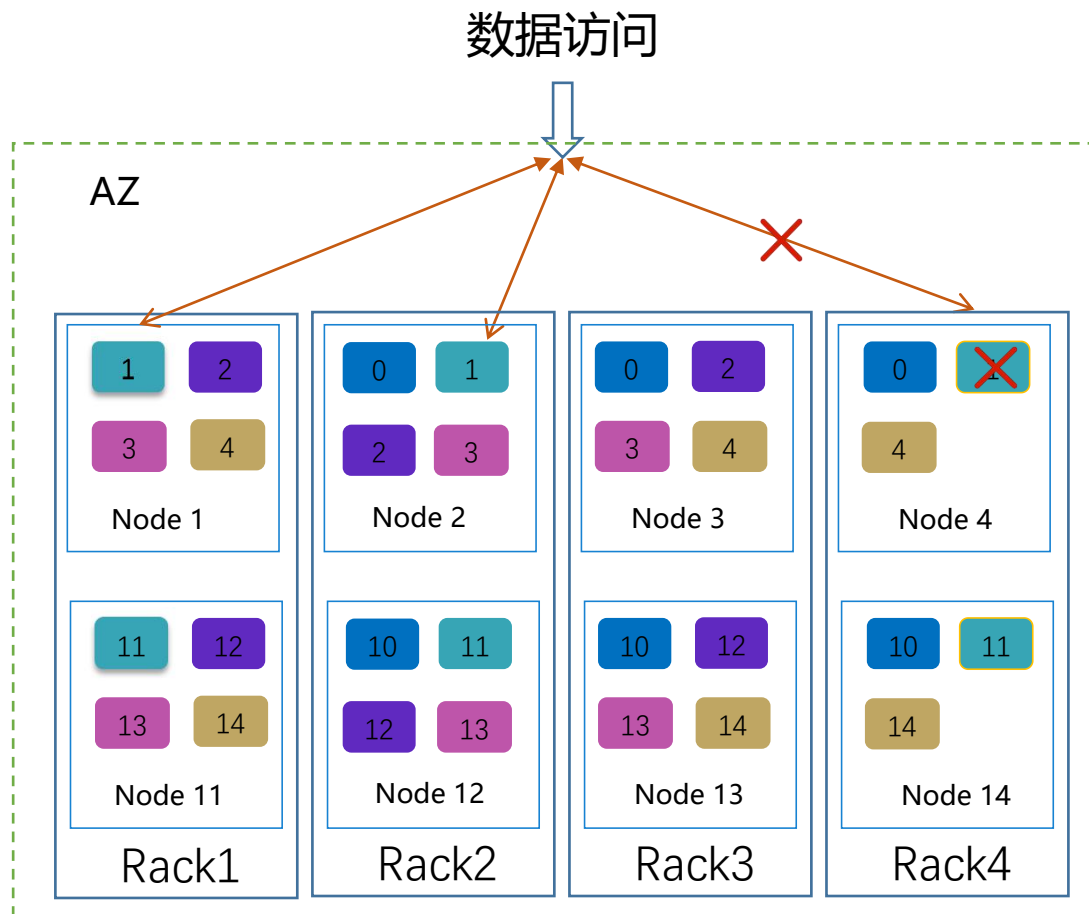 数据访问
AZ
1 2
3 4
Node 1
0 1
2 3
Node 2
0 2
3 4
Node 3
0 1
4
Node 4
11 12
13 14
Node 11
10 11
12 13
Node 12
10 12
13 14
Node 13
10 11
14
Node 14
Rack1
Rack2
Rack3
Rack4